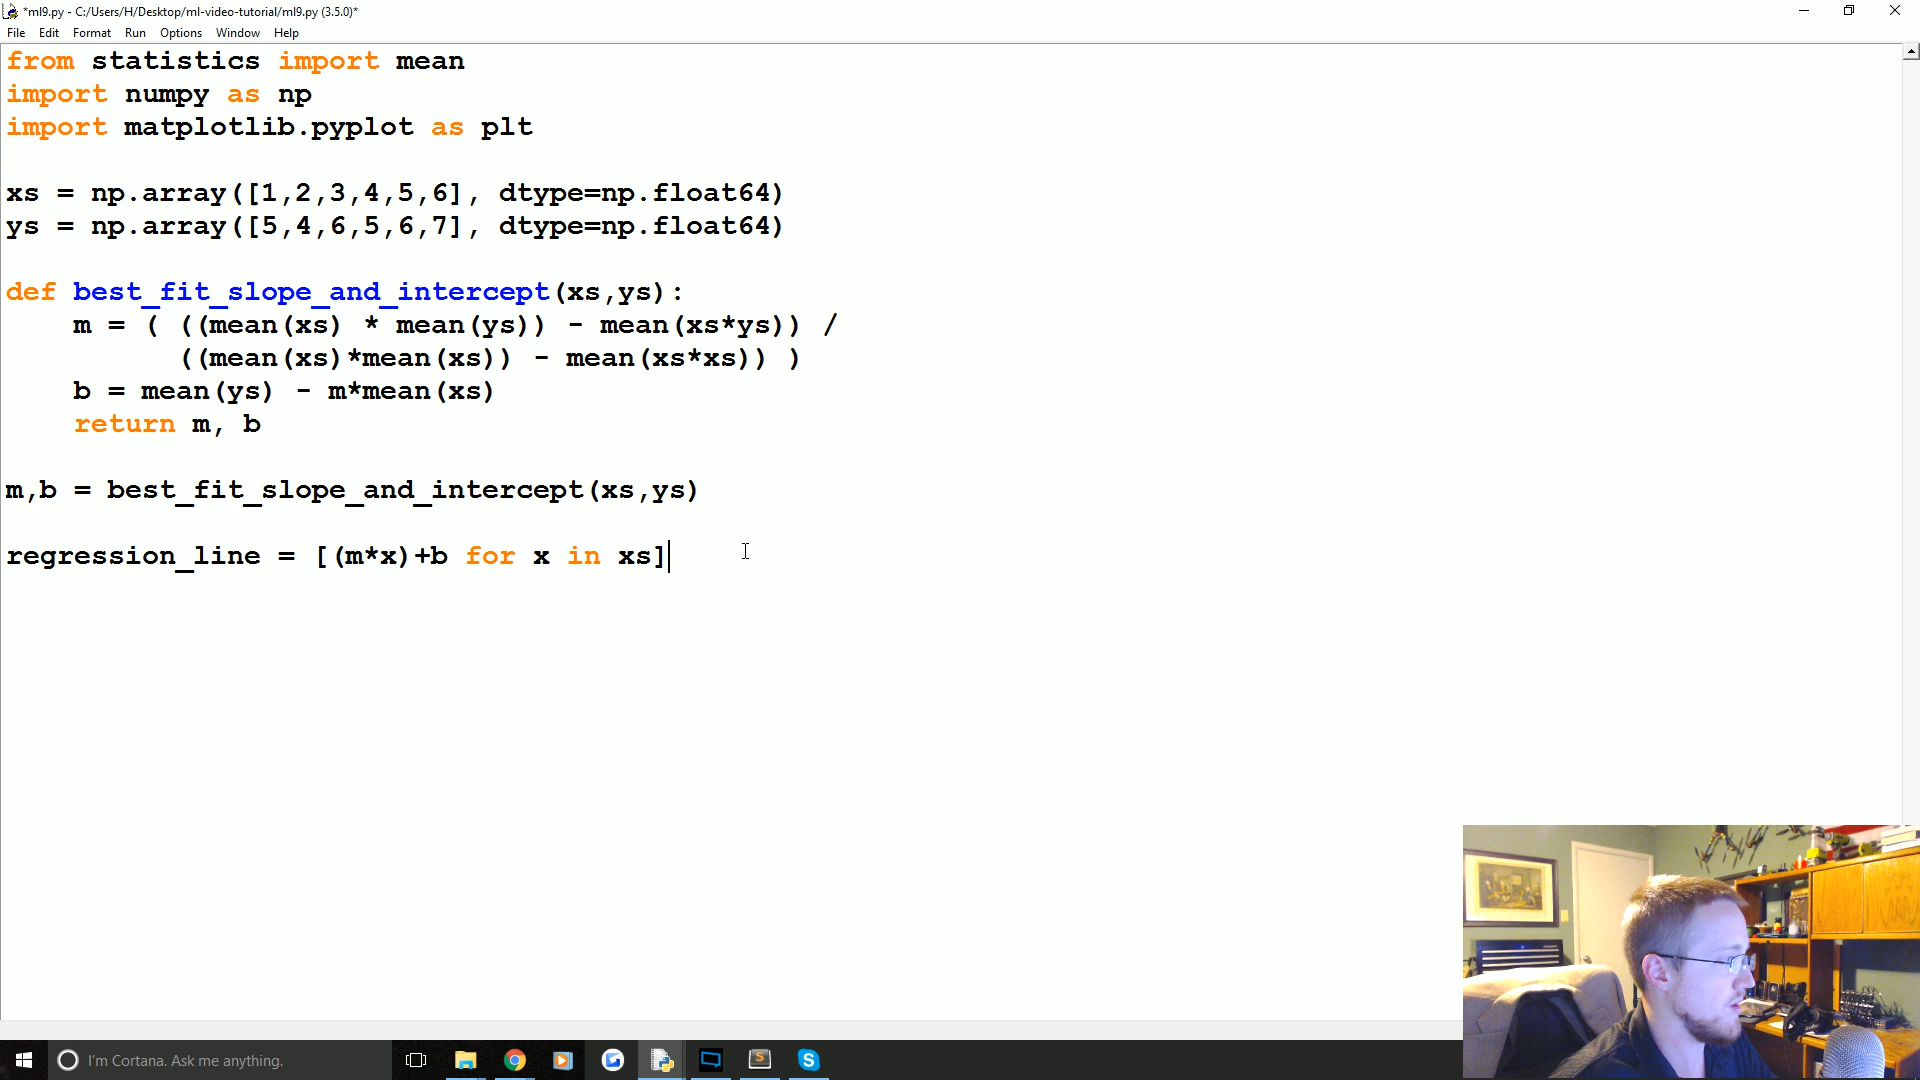 *ml9.py - C:/Users/H/Desktop/ml-video-tutorial/ml9.py (3.5.0)*
File Edit Format Run Options Window Help
from statistics import mean
import numpy as np
import matplotlib.pyplot as plt
xs = np.array([1,2,3,4,5,6], dtype=np.float64)
ys = np.array([5,4,6,5,6,7], dtype=np.float64)
def best_fit_slope_and_intercept(xs,ys):
    m = ( ((mean(xs) * mean(ys)) - mean(xs*ys)) /
          ((mean(xs)*mean(xs)) - mean(xs*xs)) )
    b = mean(ys) - m*mean(xs)
    return m, b
m,b = best_fit_slope_and_intercept(xs,ys)
regression_line = [(m*x)+b for x in xs]
I'm Cortana. Ask me anything.